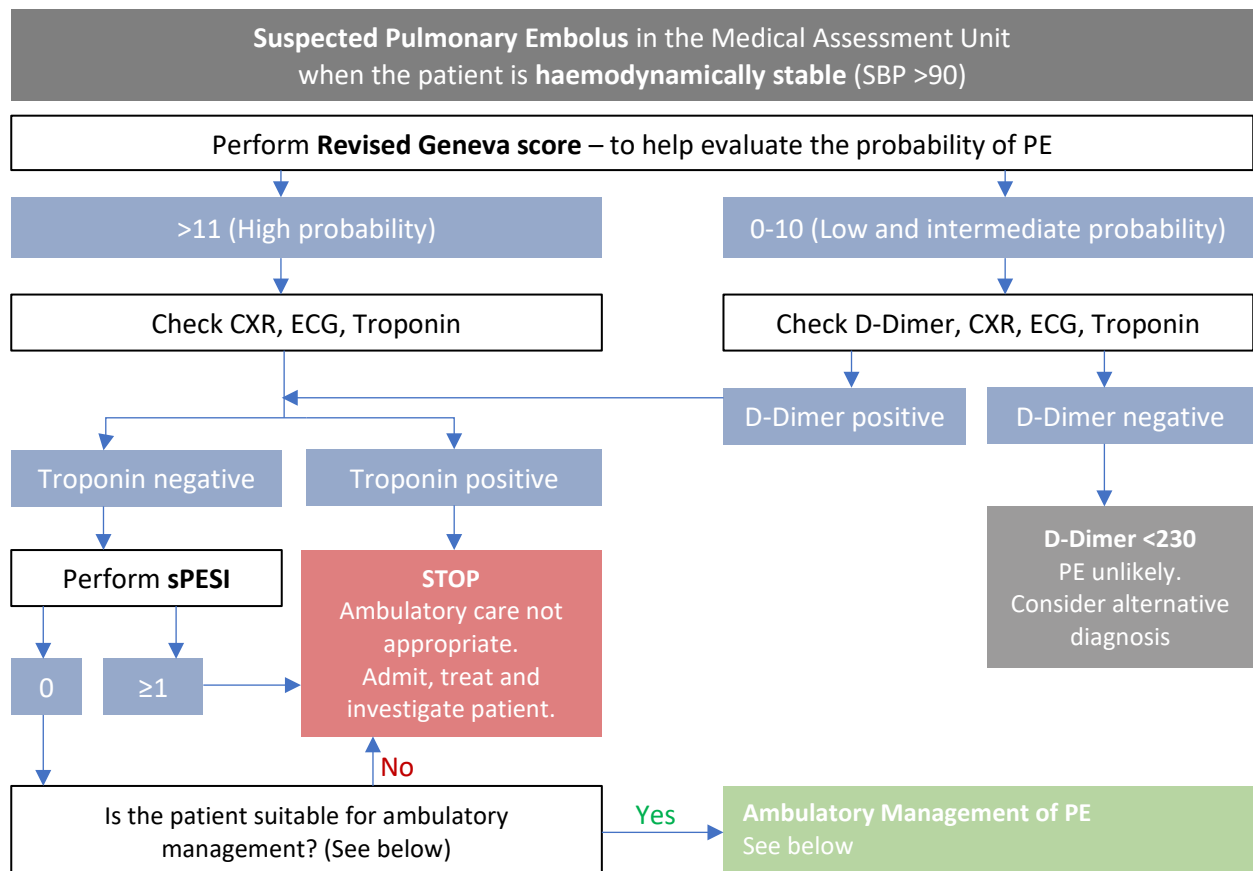 Suspected Pulmonary Embolus in the Medical Assessment Unit
when the patient is haemodynamically stable (SBP >90)
Perform Revised Geneva score – to help evaluate the probability of PE
>11 (High probability)
0-10 (Low and intermediate probability)
Check CXR, ECG, Troponin
Check D-Dimer, CXR, ECG, Troponin
D-Dimer positive
D-Dimer negative
Troponin negative
Troponin positive
D-Dimer <230
PE unlikely.
Consider alternative
diagnosis
Perform sPESI
STOP
Ambulatory care not
appropriate.
Admit, treat and
investigate patient.
0
≥1
No
Is the patient suitable for ambulatory
management? (See below)
Yes
Ambulatory Management of PE
See below